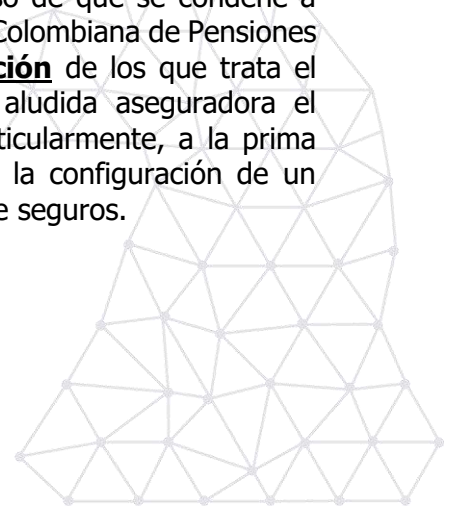 so de que se condene a
Colombiana de Pensiones
ción de los que trata el
aludida aseguradora el
ticularmente, a la prima
la configuración de un
e seguros.